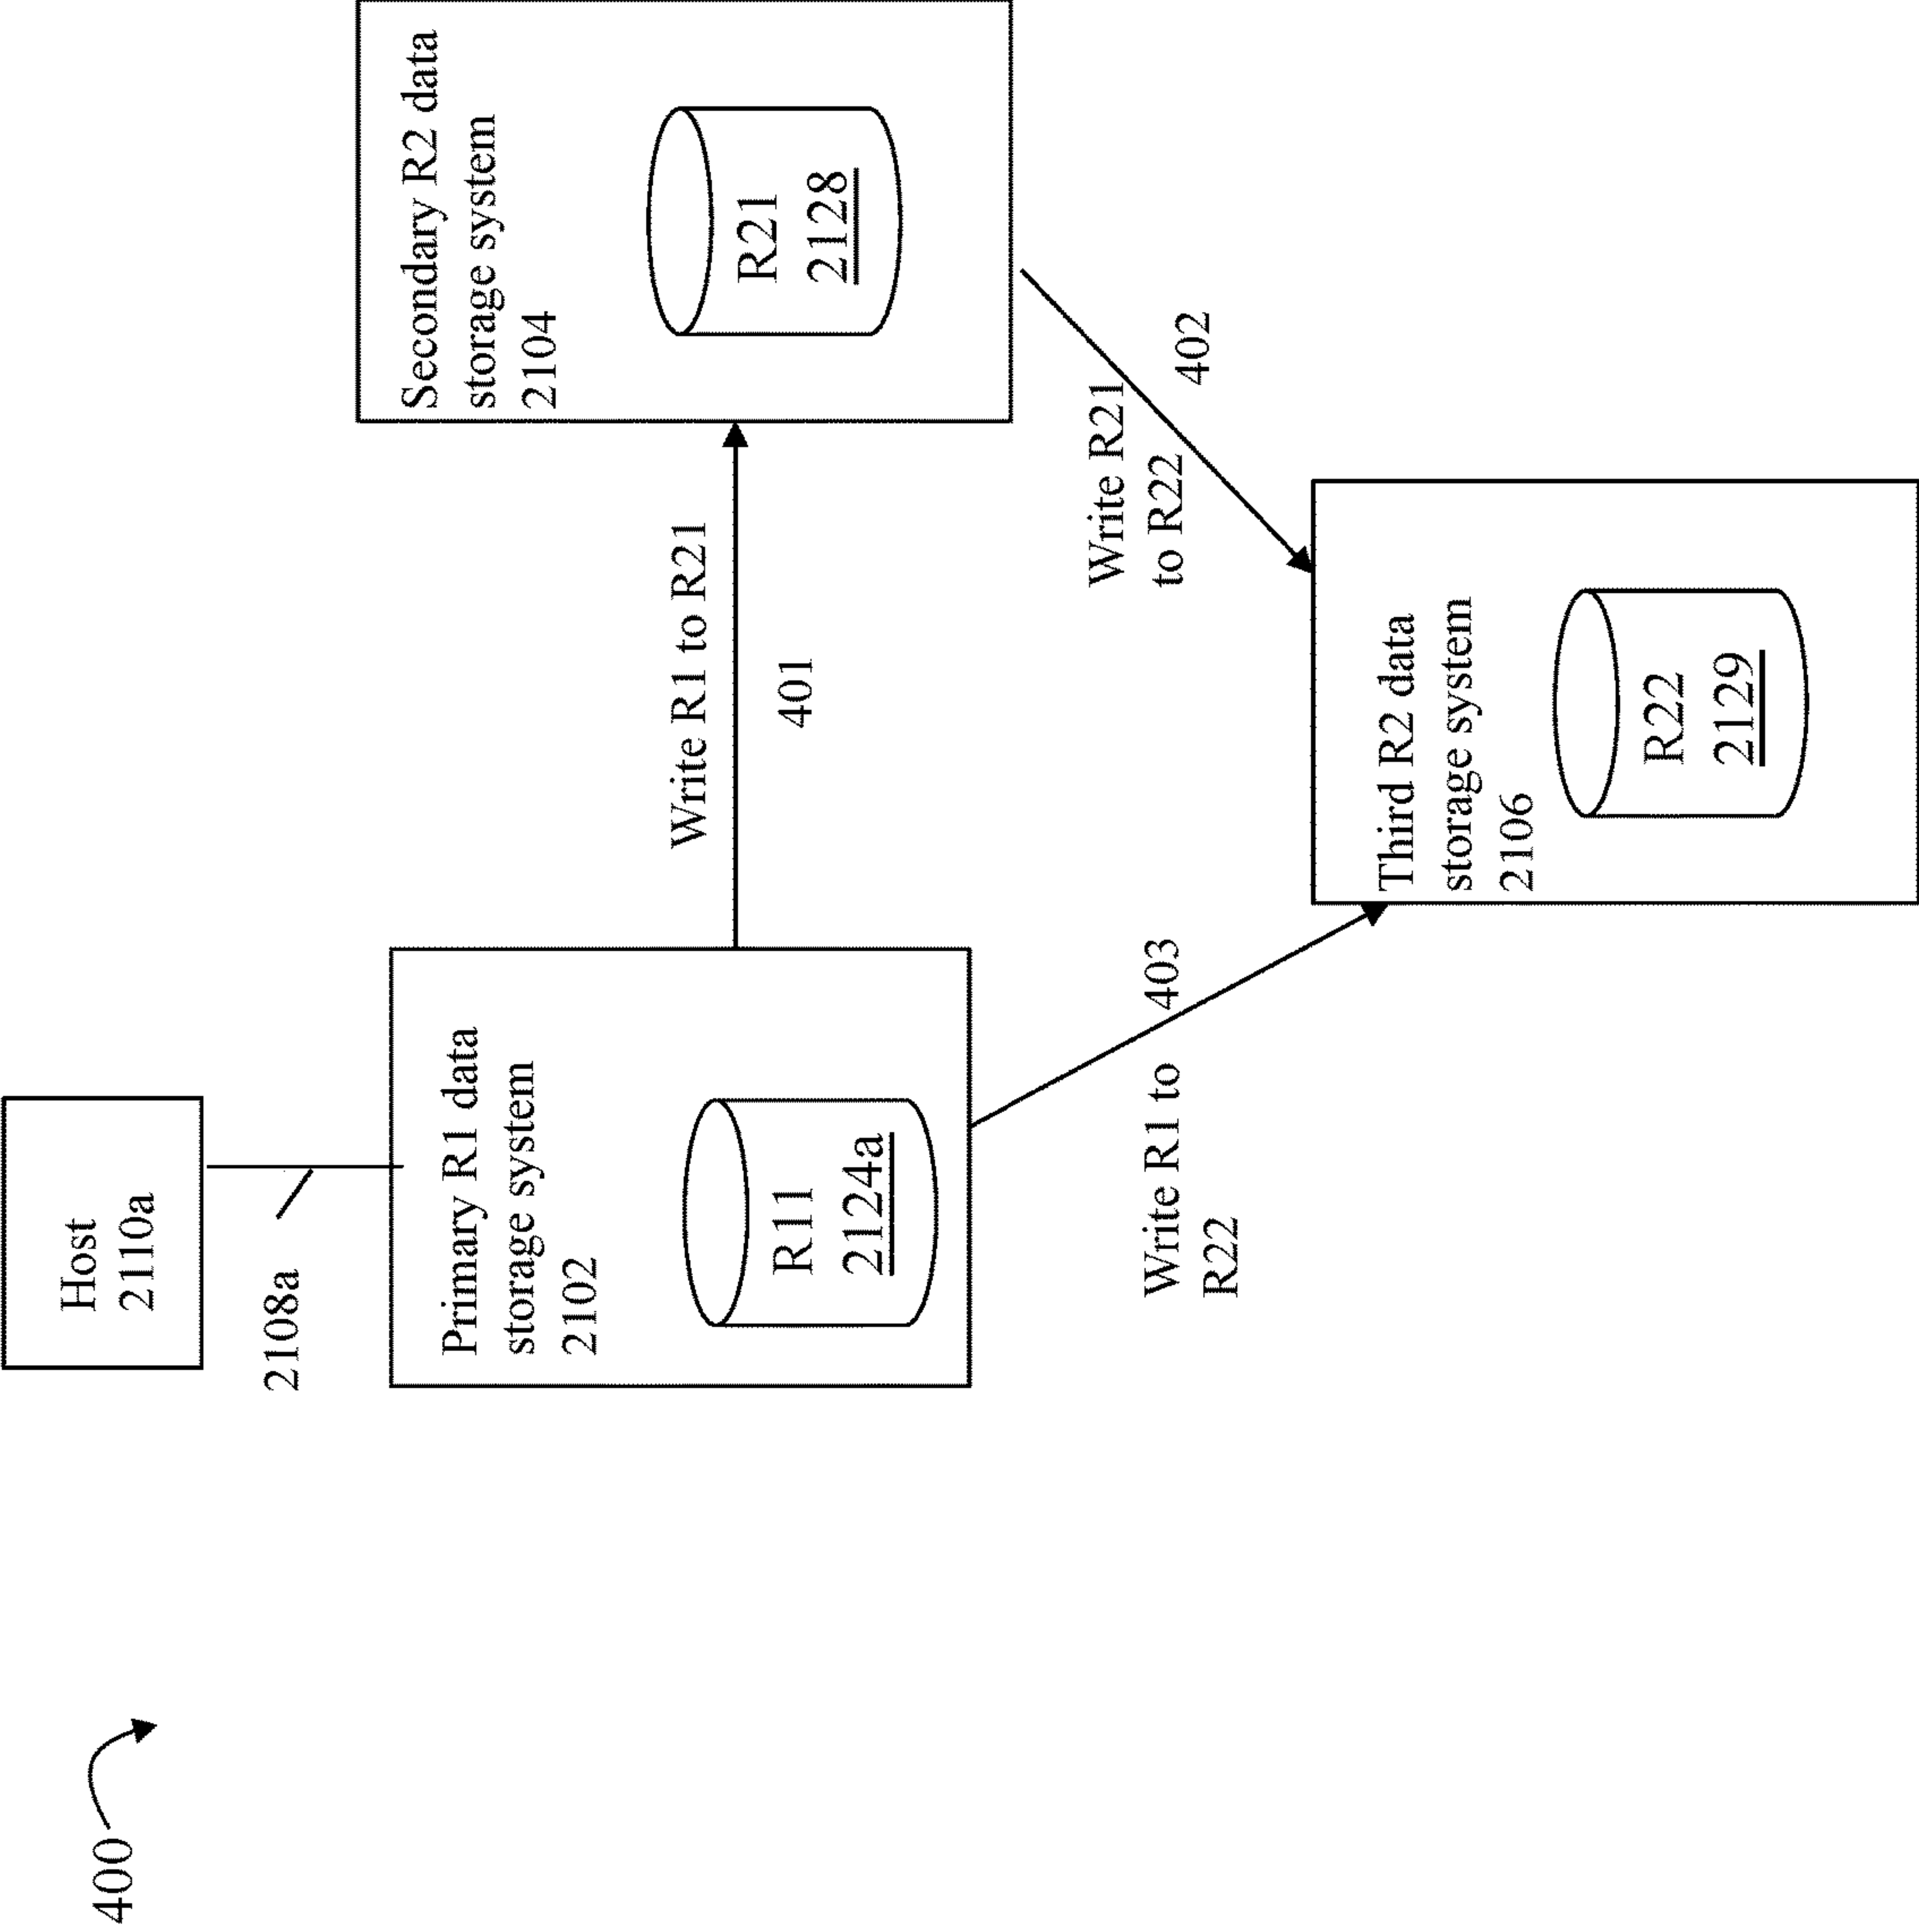 400
Host
2110a
2108a
Primary R1 data
storage system
2102
R11
2124a
Write R1 to R21
401
Secondary R2 data
storage system
2104
R21
2128
Write R1 to
R22
403
Write R21
to R22
402
Third R2 data
storage system
2106
R22
2129